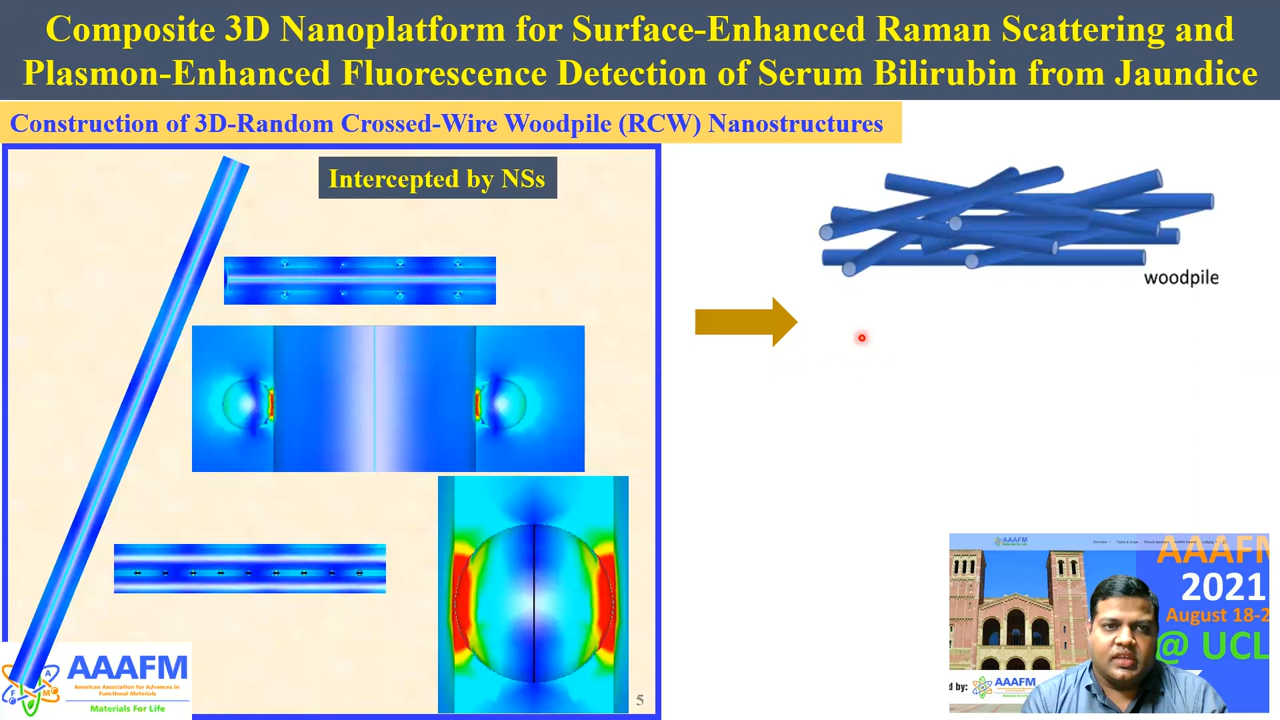 Composite 3D Nanoplatform for Surface-Enhanced Raman Scattering and
Plasmon-Enhanced Fluorescence Detection of Serum Bilirubin from Jaundice
Construction of 3D-Random Crossed-Wire Woodpile (RCW) Nanostructures
Intercepted by NSs
woodpile
AAAFM
American Association for Advances in
Functional Materials
Materials For Life
5
AAAFM
AAAFM
2021
August 18-2
@ UCL
d by:
AAAFM